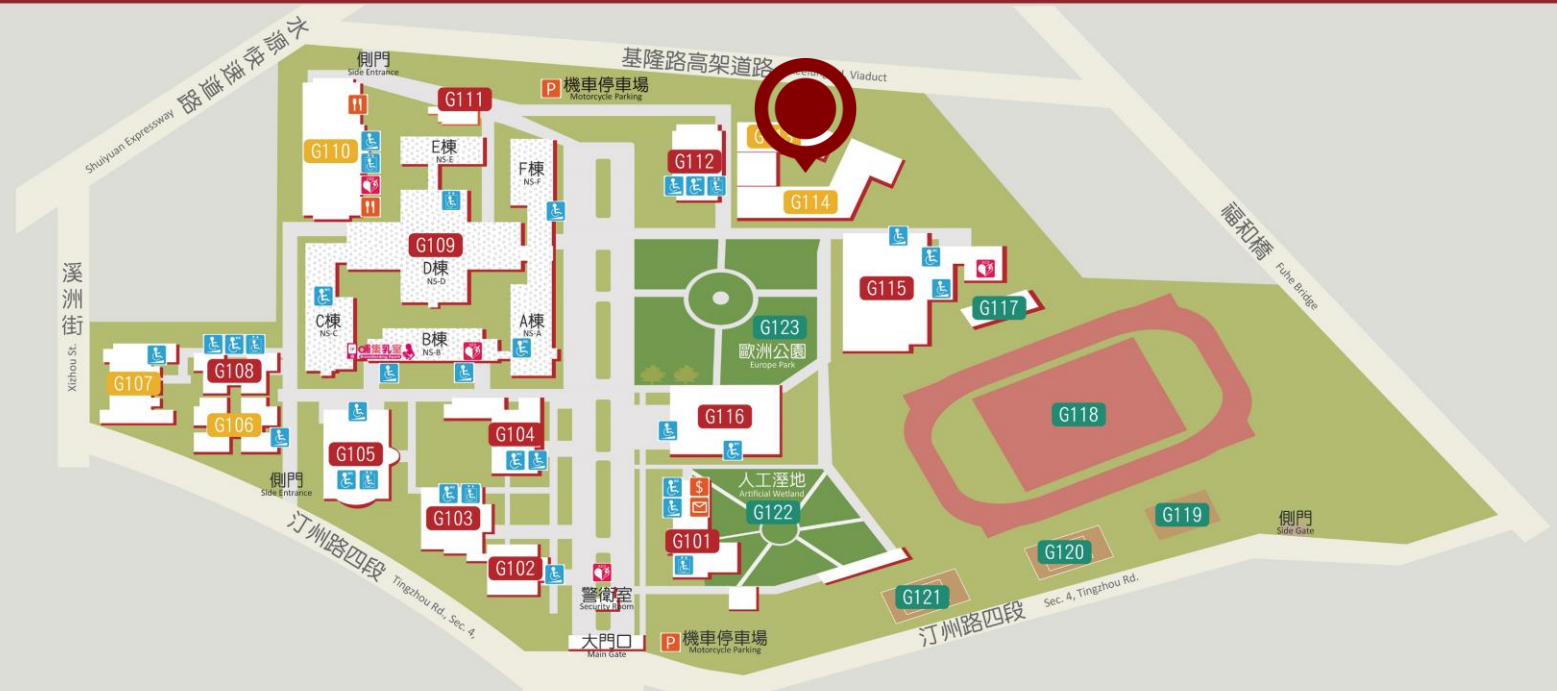 水源快速道路
Shuiyuan Expressway
側門
Side Entrance
基隆路高架道路
Viaduct
P 機車停車場
Motorcycle Parking
G111
G110
E棟
NS-E
F棟
NS-F
G112
G114
G109
D棟
NS-D
福和橋
Fuhe Bridge
溪洲街
Xizhou St.
G115
G117
C棟
NS-C
B棟
NS-B
A棟
NS-A
G123
歐洲公園
Europe Park
G107
G108
G106
G105
G104
G116
G118
側門
Side Entrance
人工溼地
Artificial Wetland
G122
$
G103
G101
G102
G119
側門
Side Gate
G120
G121
汀州路四段
Tingzhou Rd., Sec. 4,
警衛室
Security Room
大門口
Main Gate
P 機車停車場
Motorcycle Parking
汀州路四段
Sec. 4, Tingzhou Rd.